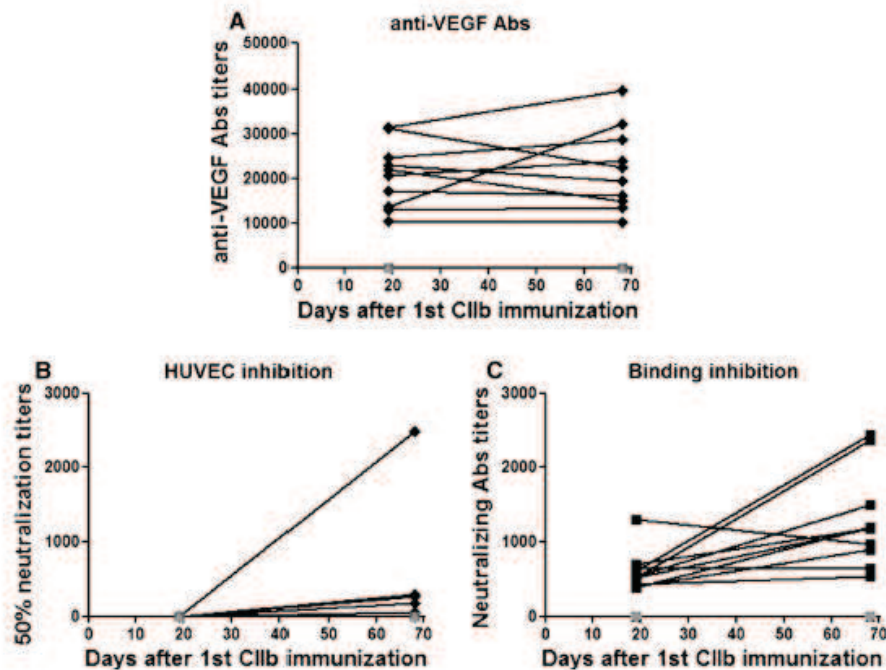 A
anti-VEGF Abs
anti-VEGF Abs titers
50000
40000
30000
20000
10000
0
0 10 20 30 40 50 60 70
Days after 1st CIIb immunization
B
HUVEC inhibition
50% neutralization titers
3000
2000
1000
0
0 10 20 30 40 50 60 70
Days after 1st CIIb immunization
C
Binding inhibition
Neutralizing Abs titers
3000
2000
1000
0
0 10 20 30 40 50 60 70
Days after 1st CIIb immunization